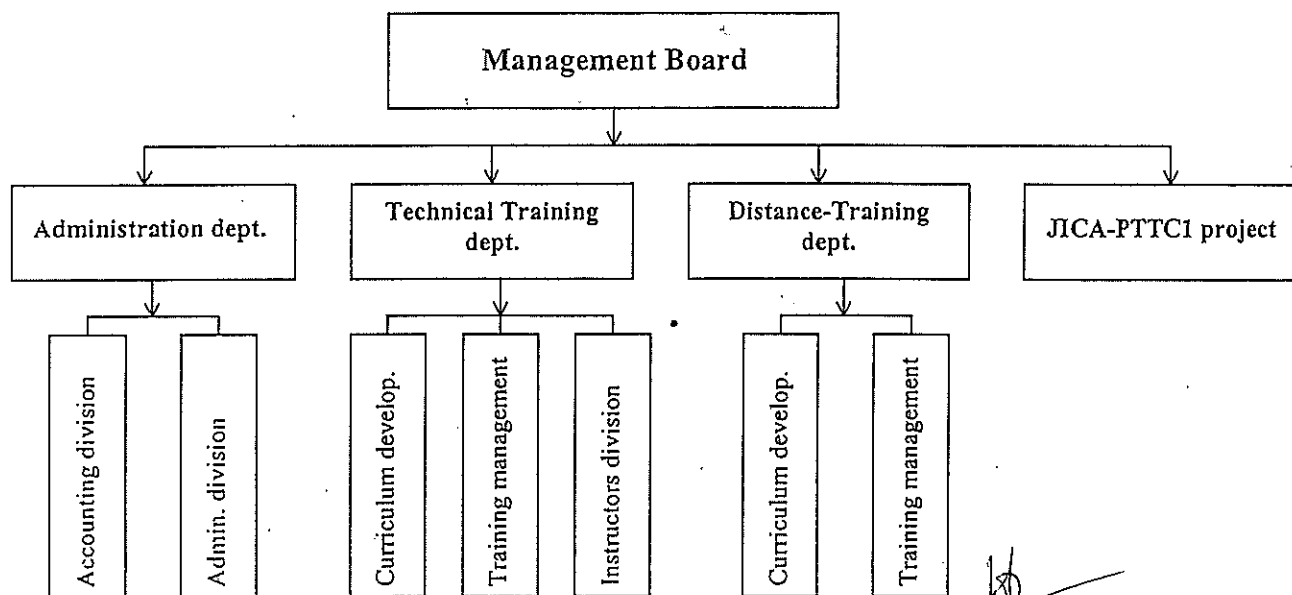 Management Board
Administration dept.
Technical Training
dept.
Distance-Training
dept.
JICA-PTTC1 project
Accounting division
Admin. division
Curriculum develop.
Training management
Instructors division
Curriculum develop.
Training management